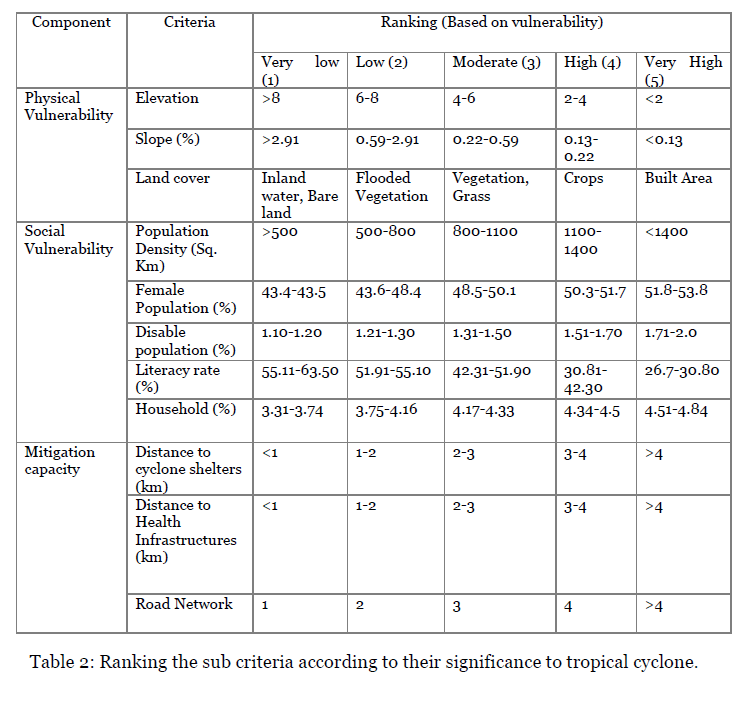 Component Criteria Ranking (Based on vulnerability)
Very low (1) Low (2) Moderate (3) High (4) Very High (5)
Physical Vulnerability Elevation >8 6-8 4-6 2-4 <2
Slope (%) >2.91 0.59-2.91 0.22-0.59 0.13-0.22 <0.13
Land cover Inland water, Bare land Flooded Vegetation Vegetation, Grass Crops Built Area
Social Vulnerability Population Density (Sq. Km) >500 500-800 800-1100 1100-1400 <1400
Female Population (%) 43.4-43.5 43.6-48.4 48.5-50.1 50.3-51.7 51.8-53.8
Disable population (%) 1.10-1.20 1.21-1.30 1.31-1.50 1.51-1.70 1.71-2.0
Literacy rate (%) 55.11-63.50 51.91-55.10 42.31-51.90 30.81-42.30 26.7-30.80
Household (%) 3.31-3.74 3.75-4.16 4.17-4.33 4.34-4.5 4.51-4.84
Mitigation capacity Distance to cyclone shelters (km) <1 1-2 2-3 3-4 >4
Distance to Health Infrastructures (km) <1 1-2 2-3 3-4 >4
Road Network 1 2 3 4 >4
Table 2: Ranking the sub criteria according to their significance to tropical cyclone.